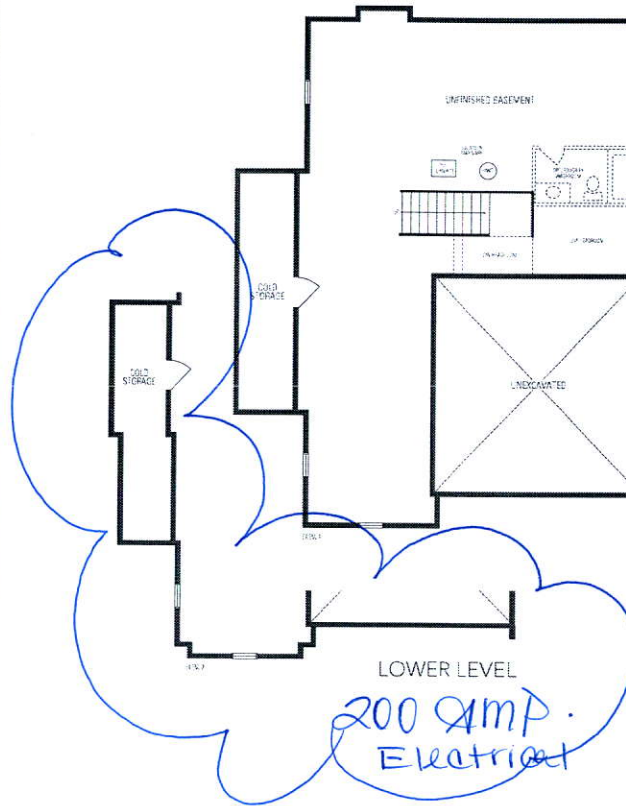 UNFINISHED BASEMENT
COLD
STORAGE
COLD
STORAGE
UNEXCAVATED
LOWER LEVEL
200 AMP.
Electrical